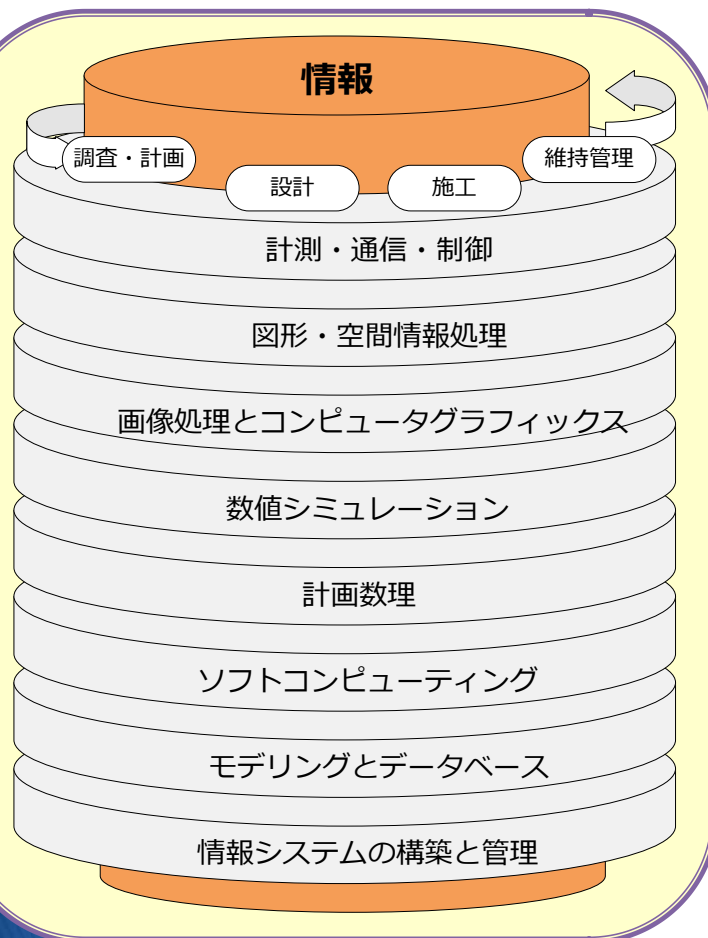 情報
調査・計画
設計
施工
維持管理
計測・通信・制御
図形・空間情報処理
画像処理とコンピュータグラフィックス
数値シミュレーション
計画数理
ソフトコンピューティング
モデリングとデータベース
情報システムの構築と管理